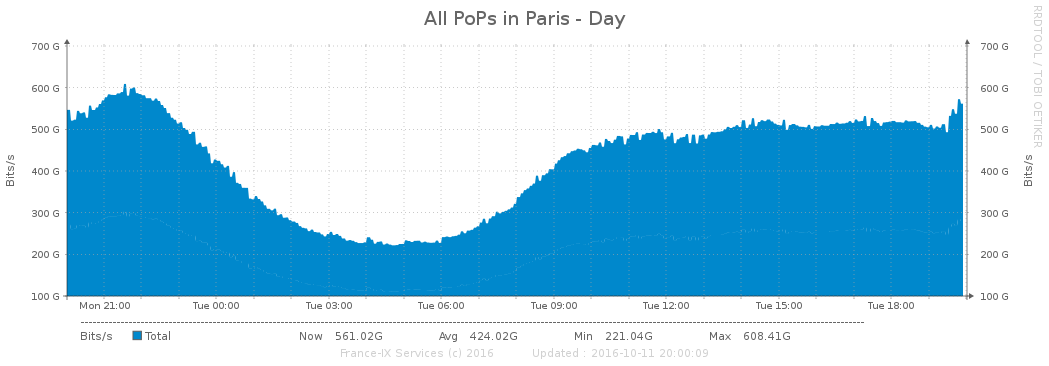 All PoPs in Paris - Day
RRDTOOL / TOBI OETIKER
700 G 700 G
600 G 600 G
500 G 500 G
400 G 400 G
300 G 300 G
200 G 200 G
100 G 100 G
Bits/s
Bits/s
Mon 21:00 Tue 00:00 Tue 03:00 Tue 06:00 Tue 09:00 Tue 12:00 Tue 15:00 Tue 18:00
Bits/s Total Now 561.02G Avg 424.02G Min 221.04G Max 608.41G
France-IX Services (c) 2016 Updated : 2016-10-11 20:00:09